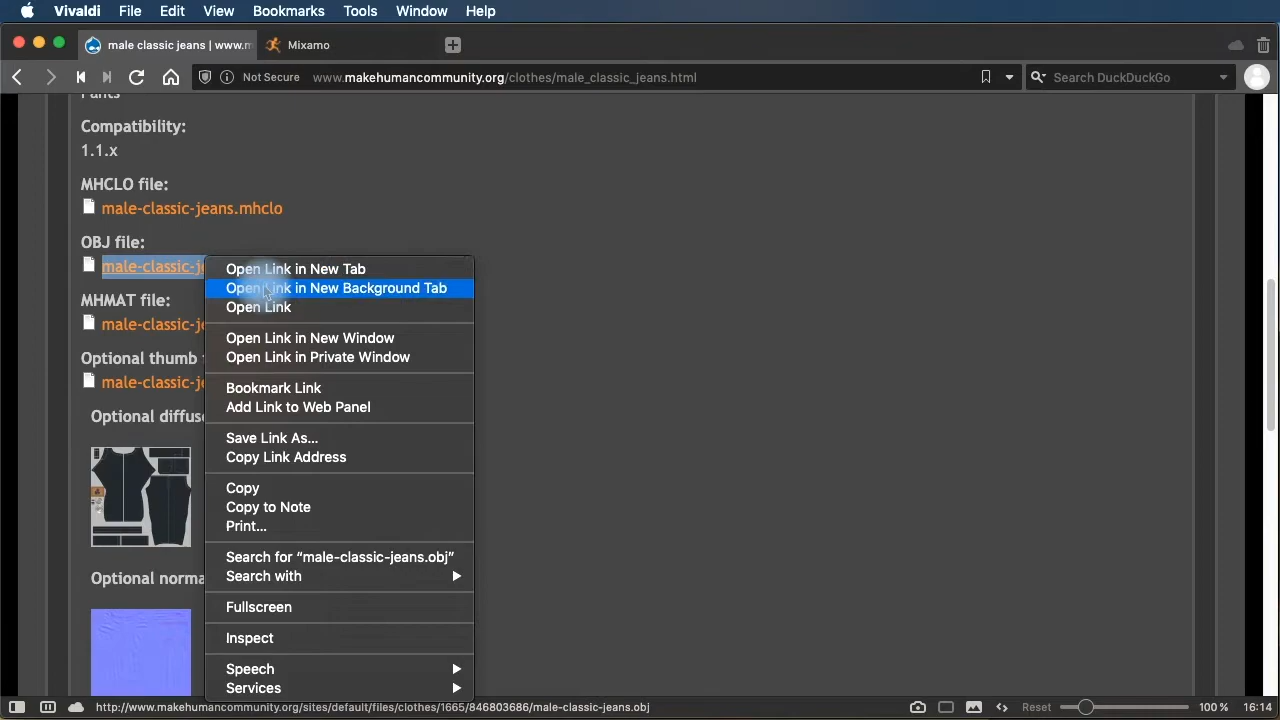 Vivaldi File Edit View Bookmarks Tools Window Help
male classic jeans | www.m
Mixamo
Not Secure www.makehumancommunity.org/clothes/male_classic_jeans.html
Search DuckDuckGo
Pants
Compatibility:
1.1.x
MHCLO file:
male-classic-jeans.mhclo
OBJ file:
male-classic-je
MHMAT file:
male-classic-je
Optional thumb f
male-classic-je
Optional diffus
Optional norma
Open Link in New Tab
Open Link in New Background Tab
Open Link
Open Link in New Window
Open Link in Private Window
Bookmark Link
Add Link to Web Panel
Save Link As...
Copy Link Address
Copy
Copy to Note
Print...
Search for “male-classic-jeans.obj”
Search with
Fullscreen
Inspect
Speech
Services
http://www.makehumancommunity.org/sites/default/files/clothes/1665/846803686/male-classic-jeans.obj
Reset 100 % 16:14